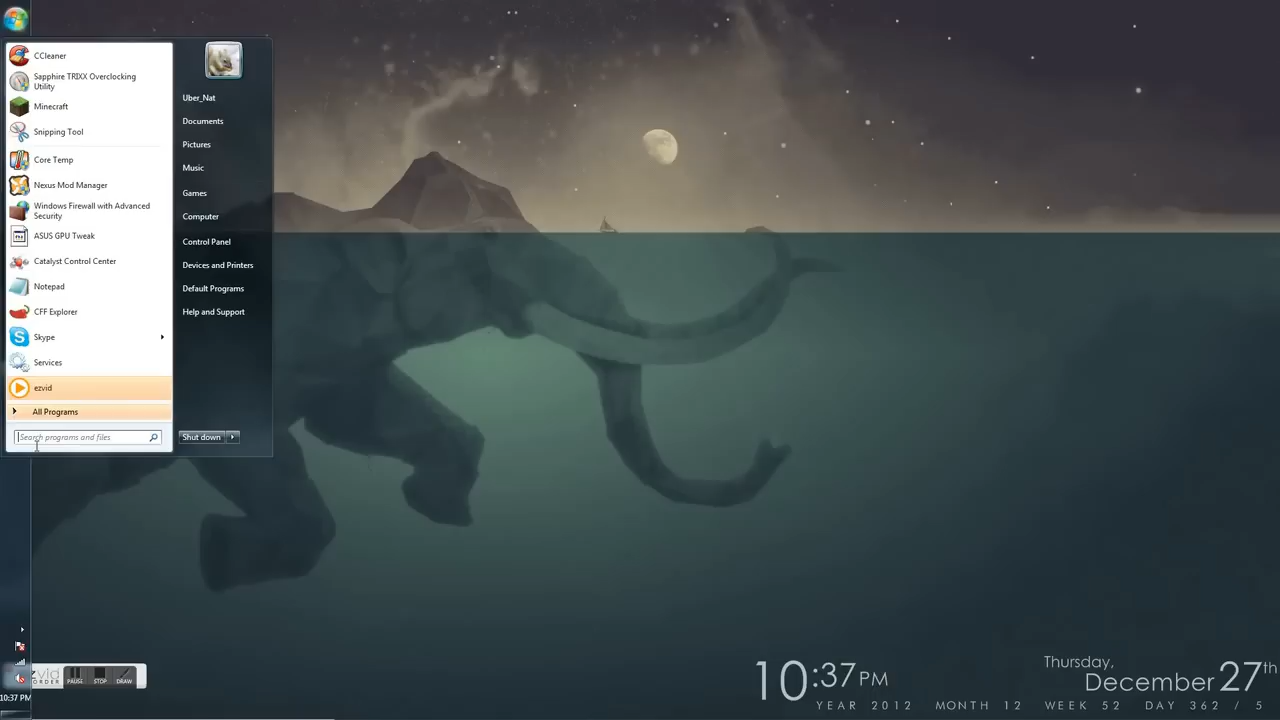 CCleaner
Sapphire TRIXX Overclocking
Utility
Minecraft
Snipping Tool
Core Temp
Nexus Mod Manager
Windows Firewall with Advanced
Security
ASUS GPU Tweak
Catalyst Control Center
Notepad
CFF Explorer
Skype
Services
ezvid
All Programs
Search programs and files
Uber_Nat
Documents
Pictures
Music
Games
Computer
Control Panel
Devices and Printers
Default Programs
Help and Support
Shut down
PAUSE STOP DRAW
10:37 PM
10:37 PM
Thursday,
December 27th
YEAR 2012 MONTH 12 WEEK 52 DAY 362 / 5